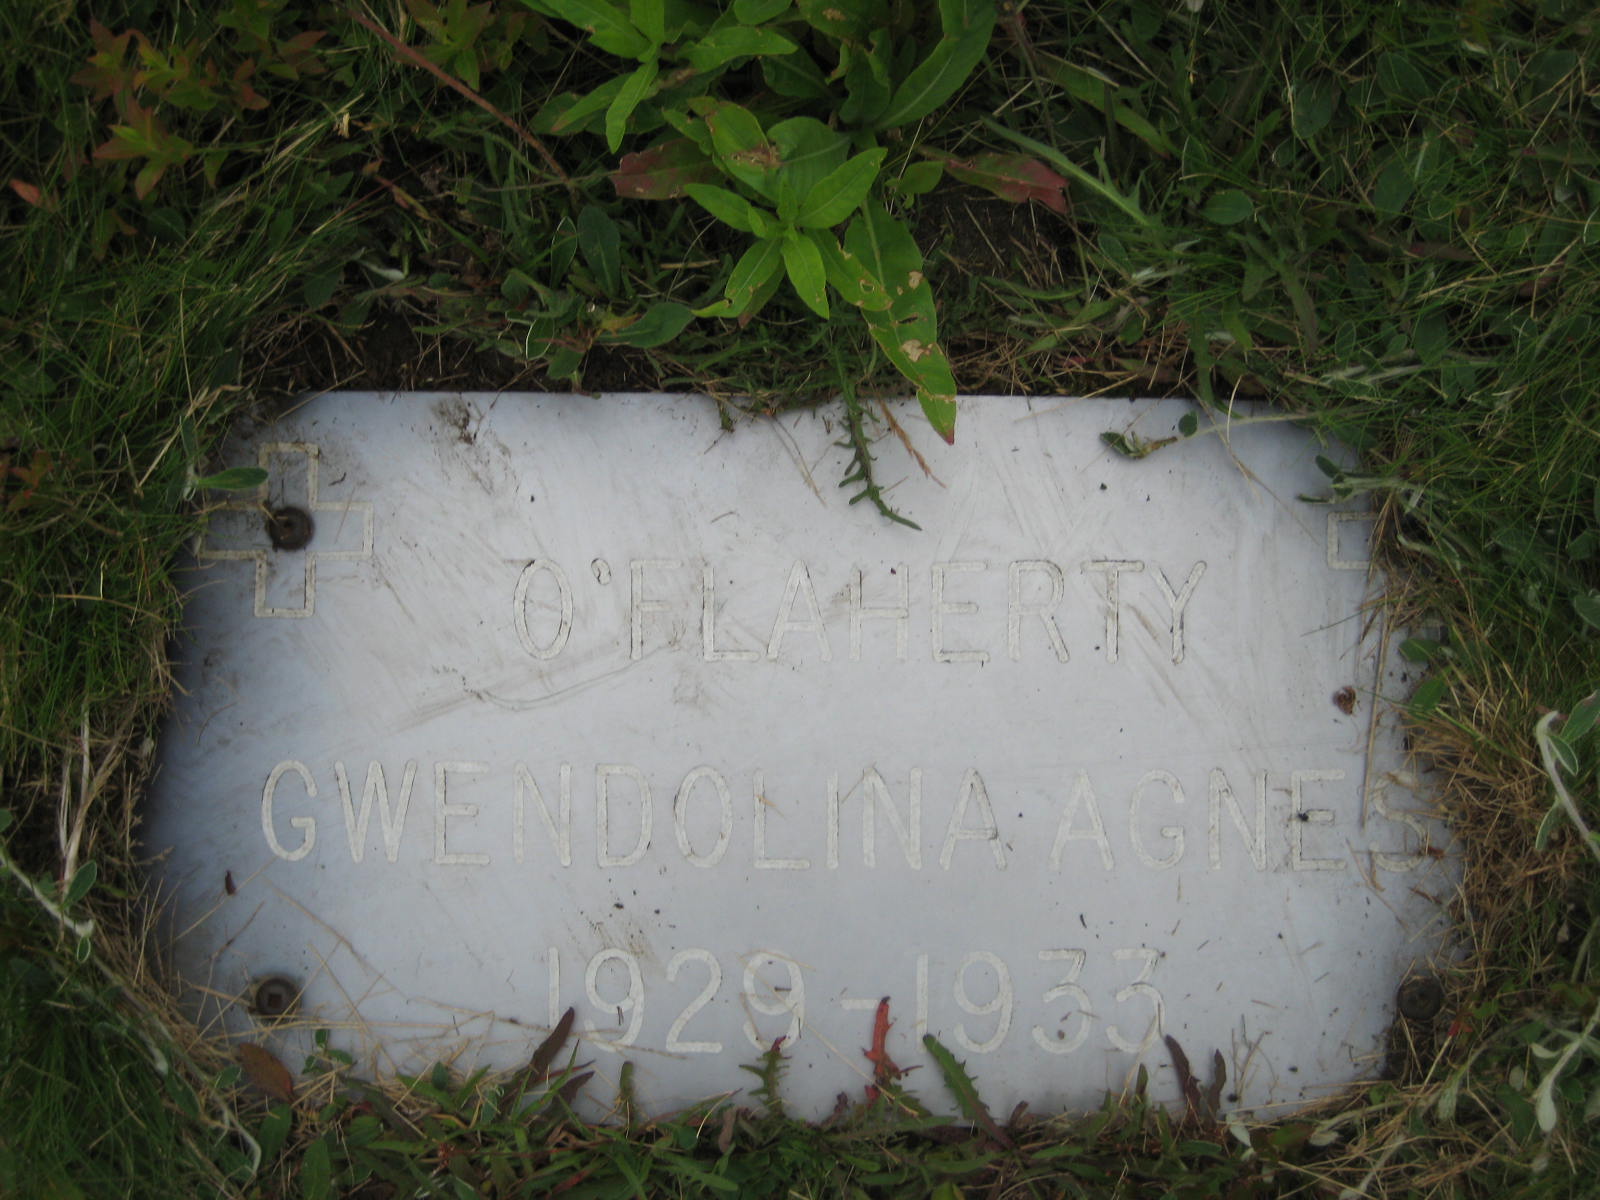 O'FLAHERTY
GWENDOLINA AGNES
1929-1933